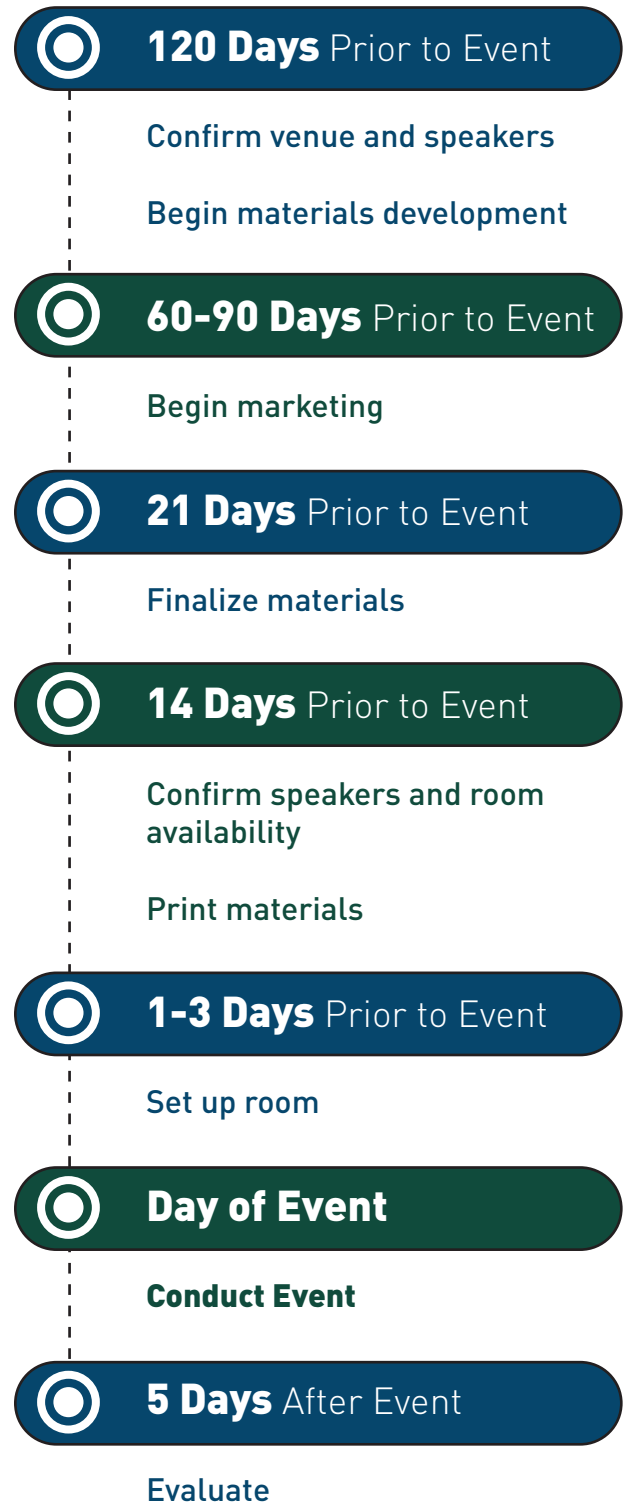 120 Days Prior to Event
Confirm venue and speakers
Begin materials development
60-90 Days Prior to Event
Begin marketing
21 Days Prior to Event
Finalize materials
14 Days Prior to Event
Confirm speakers and room
availability
Print materials
1-3 Days Prior to Event
Set up room
Day of Event
Conduct Event
5 Days After Event
Evaluate